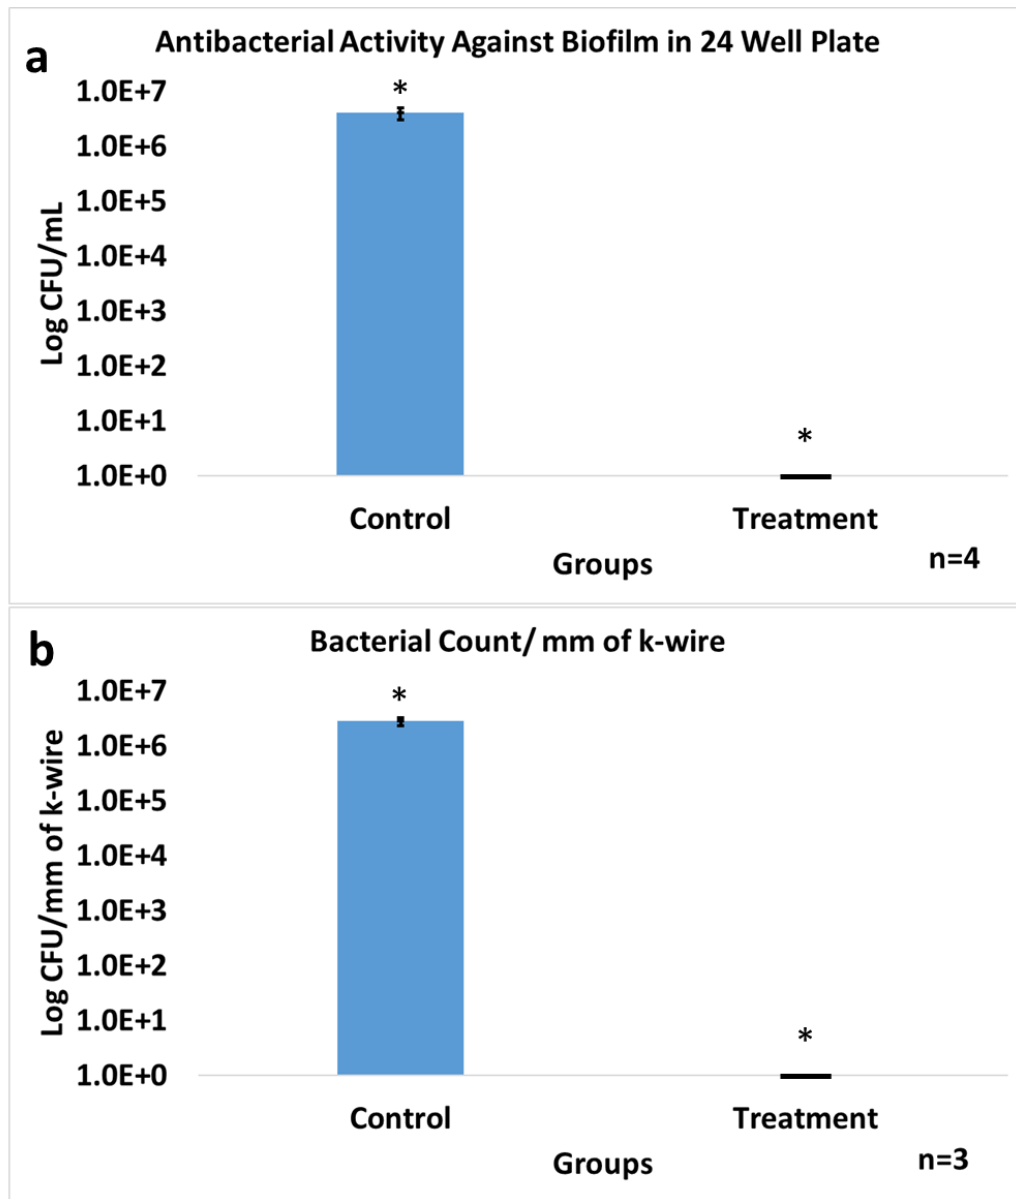 a
Antibacterial Activity Against Biofilm in 24 Well Plate
Log CFU/mL
1.0E+7
1.0E+6
1.0E+5
1.0E+4
1.0E+3
1.0E+2
1.0E+1
1.0E+0
*
*
Control
Treatment
Groups
n=4
b
Bacterial Count/ mm of k-wire
Log CFU/mm of k-wire
1.0E+7
1.0E+6
1.0E+5
1.0E+4
1.0E+3
1.0E+2
1.0E+1
1.0E+0
*
*
Control
Treatment
Groups
n=3